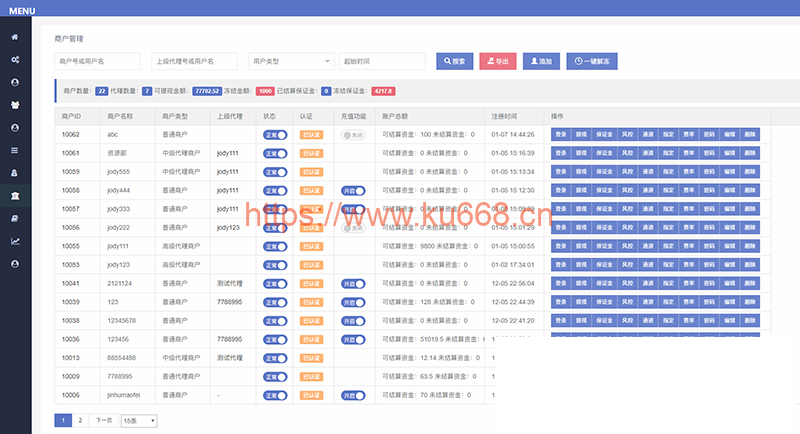 MENU
商户管理
商户号或用户名 上级代理号或用户名 用户类型 起始时间 搜索 导出 添加 一键解冻
商户数量: 22 代理数量: 7 可提现金额: 77702.52 冻结金额: 1000 已结算保证金: 0 冻结保证金: 4217.8
商户ID 商户名称 商户类型 上级代理 状态 认证 充值功能 账户总额 注册时间 操作
10062 abc 普通商户 正常 已认证 关闭 可结算资金: 100 未结算资金: 0 01-07 14:44:26 登录 提现 保证金 风控 通道 指定 费率 密码 编辑 删除
10061 资源部 中级代理商户 jody111 正常 已认证 可结算资金: 0 未结算资金: 0 01-05 15:16:39 登录 提现 保证金 风控 通道 指定 费率 密码 编辑 删除
10059 jody555 中级代理商户 jody111 正常 已认证 可结算资金: 0 未结算资金: 0 01-05 15:13:34 登录 提现 保证金 风控 通道 指定 费率 密码 编辑 删除
10058 jody444 普通商户 jody111 正常 已认证 开启 可结算资金: 0 未结算资金: 0 01-05 15:12:30 登录 提现 保证金 风控 通道 指定 费率 密码 编辑 删除
10057 jody333 普通商户 jody111 正常 已认证 开启 可结算资金: 0 未结算资金: 0 登录 提现 保证金 风控 通道 指定 费率 密码 编辑 删除
https://www.ku668.cn
10056 jody222 普通商户 jody123 正常 已认证 关闭 可结算资金: 0 未结算资金: 0 01-05 15:01:29 登录 提现 保证金 风控 通道 指定 费率 密码 编辑 删除
10055 jody111 高级代理商户 正常 已认证 可结算资金: 9800 未结算资金: 0 01-05 15:00:55 登录 提现 保证金 风控 通道 指定 费率 密码 编辑 删除
10053 jody123 高级代理商户 正常 已认证 可结算资金: 0 未结算资金: 0 01-02 17:34:01 登录 提现 保证金 风控 通道 指定 费率 密码 编辑 删除
10041 2121124 普通商户 测试代理 正常 已认证 开启 可结算资金: 0 未结算资金: 0 12-05 22:56:04 登录 提现 保证金 风控 通道 指定 费率 密码 编辑 删除
10039 123 普通商户 7788995 正常 已认证 开启 可结算资金: 128 未结算资金: 0 12-05 22:44:39 登录 提现 保证金 风控 通道 指定 费率 密码 编辑 删除
10038 12345678 普通商户 正常 已认证 开启 可结算资金: 0 未结算资金: 0 12-05 22:41:20 登录 提现 保证金 风控 通道 指定 费率 密码 编辑 删除
10036 123456 普通商户 7788995 正常 已认证 开启 可结算资金: 51019.5 未结算资金: 0
10013 88554488 中级代理商户 测试代理 正常 已认证 可结算资金: 12.14 未结算资金: 0
10009 7788995 普通代理商户 正常 已认证 可结算资金: 63.5 未结算资金: 0
10006 jinhumaofei 普通商户 - 正常 已认证 开启 可结算资金: 70 未结算资金: 0
1 2 下一页 15条